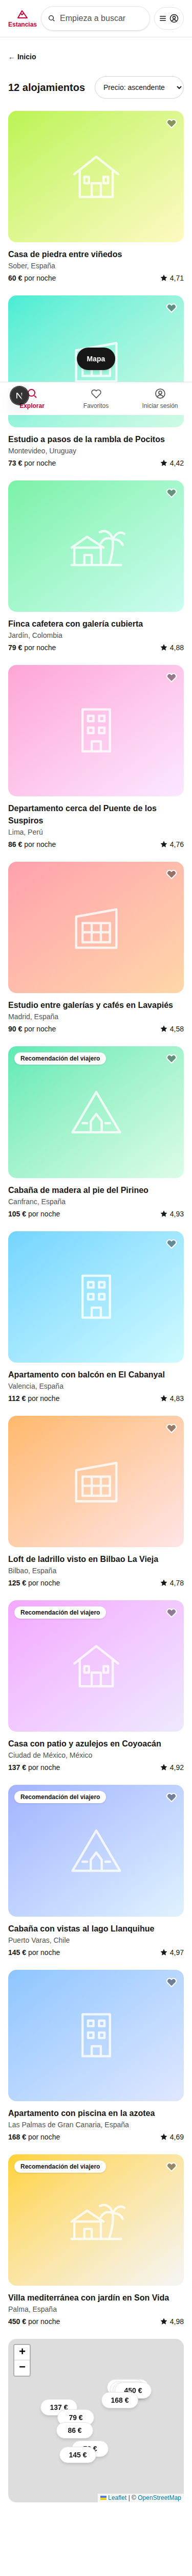 Estancias
Empieza a buscar
← Inicio
12 alojamientos
Precio: ascendente
Casa de piedra entre viñedos
Sober, España
60 € por noche
4,71
Mapa
N
Explorar
Favoritos
Iniciar sesión
Estudio a pasos de la rambla de Pocitos
Montevideo, Uruguay
73 € por noche
4,42
Finca cafetera con galería cubierta
Jardín, Colombia
79 € por noche
4,88
Departamento cerca del Puente de los
Suspiros
Lima, Perú
86 € por noche
4,76
Estudio entre galerías y cafés en Lavapiés
Madrid, España
90 € por noche
4,58
Recomendación del viajero
Cabaña de madera al pie del Pirineo
Canfranc, España
105 € por noche
4,93
Apartamento con balcón en El Cabanyal
Valencia, España
112 € por noche
4,83
Loft de ladrillo visto en Bilbao La Vieja
Bilbao, España
125 € por noche
4,78
Recomendación del viajero
Casa con patio y azulejos en Coyoacán
Ciudad de México, México
137 € por noche
4,92
Recomendación del viajero
Cabaña con vistas al lago Llanquihue
Puerto Varas, Chile
145 € por noche
4,97
Apartamento con piscina en la azotea
Las Palmas de Gran Canaria, España
168 € por noche
4,69
Recomendación del viajero
Villa mediterránea con jardín en Son Vida
Palma, España
450 € por noche
4,98
+
−
450 €
168 €
137 €
79 €
86 €
145 €
Leaflet | © OpenStreetMap